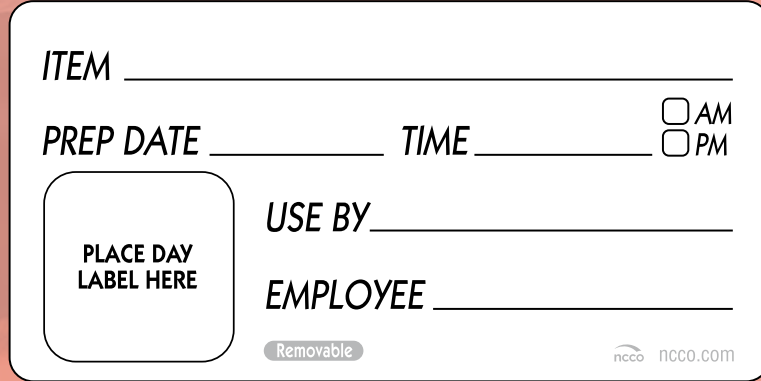 ITEM
AM
PREP DATE TIME PM
USE BY
PLACE DAY
LABEL HERE
EMPLOYEE
Removable
ncco ncco.com